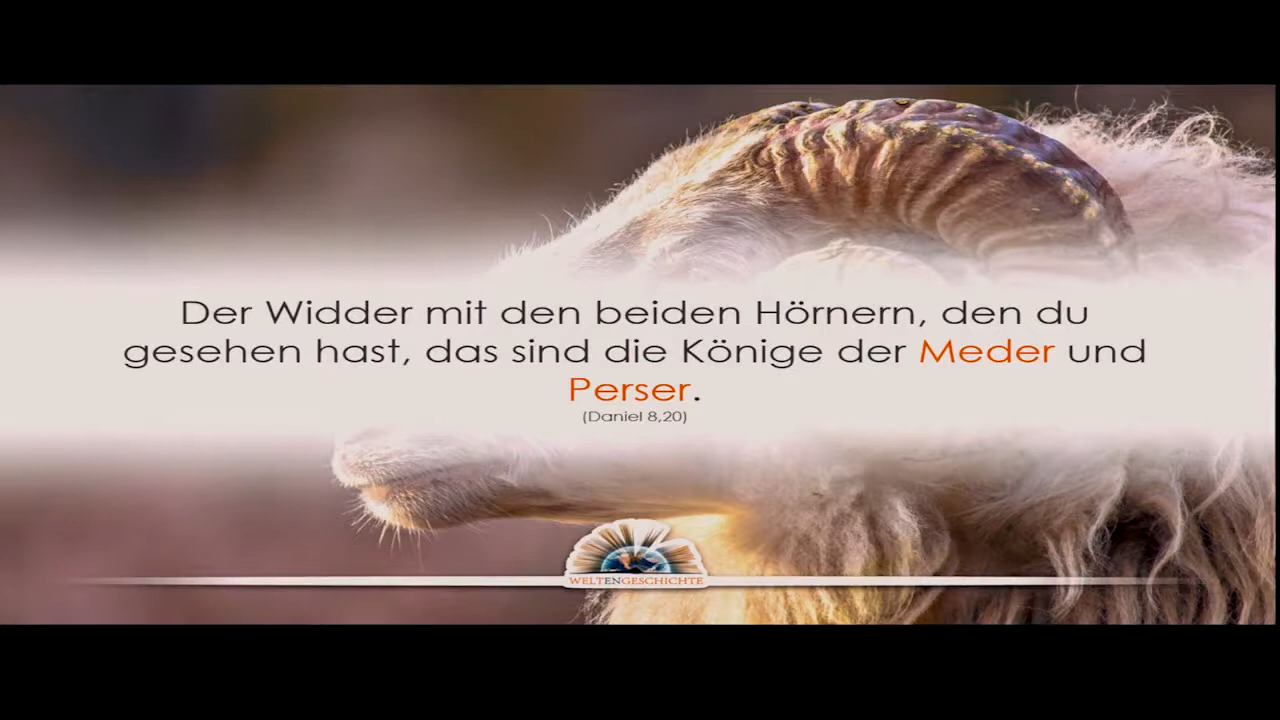 Der Widder mit den beiden Hörnern, den du
gesehen hast, das sind die Könige der Meder und
Perser.
(Daniel 8,20)
WELTENGESCHICHTE